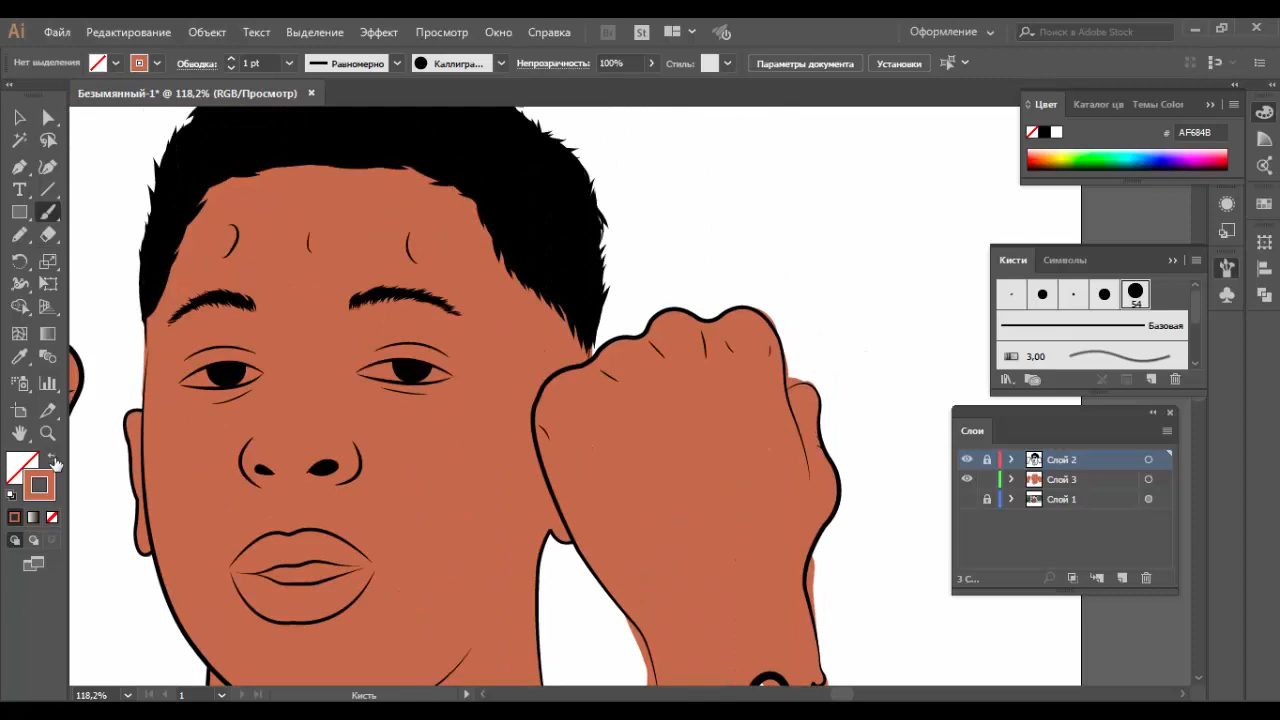 Ai Файл Редактирование Объект Текст Выделение Эффект Просмотр Окно Справка Br St Оформление Поиск в Adobe Stock
Нет выделения Обводка: 1 pt Равномерно Каллигра... Непрозрачность: 100% Стиль: Параметры документа Установки
Безымянный-1* @ 118,2% (RGB/Просмотр) ×
Цвет Каталог цв Темы Color
# AF684B
Кисти Символы
54
Базовая
3,00
Слои
Слой 2
Слой 3
Слой 1
3 С...
118,2% 1 Кисть